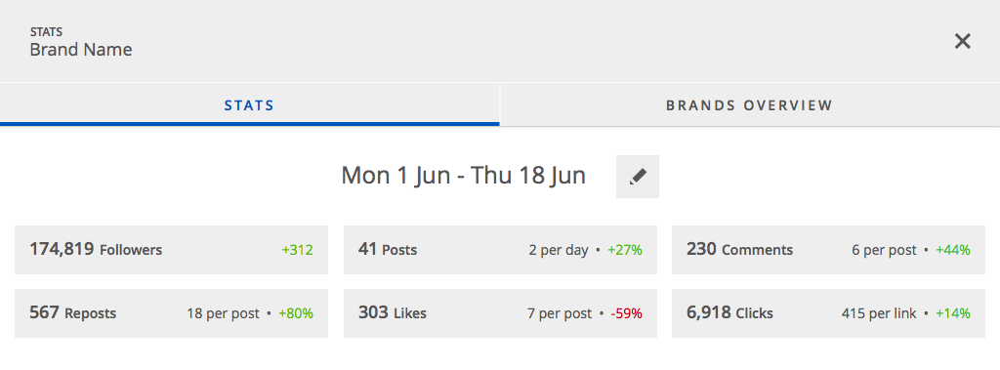 STATS
Brand Name
STATS
BRANDS OVERVIEW
Mon 1 Jun - Thu 18 Jun
174,819 Followers +312
41 Posts 2 per day • +27%
230 Comments 6 per post • +44%
567 Reposts 18 per post • +80%
303 Likes 7 per post • -59%
6,918 Clicks 415 per link • +14%